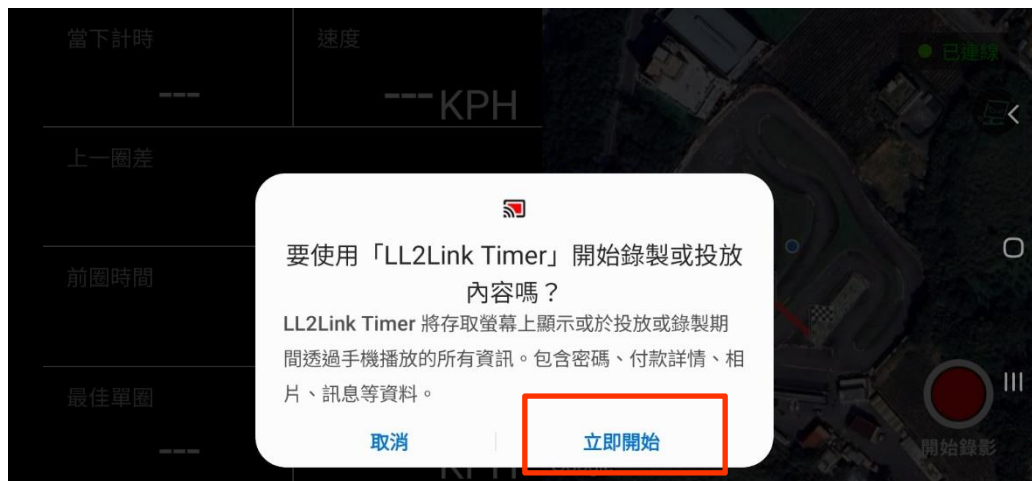 當下計時
速度
已連線
---
---KPH
上一圈差
要使用「LL2Link Timer」開始錄製或投放
內容嗎?
LL2Link Timer 將存取螢幕上顯示或於投放或錄製期
間透過手機播放的所有資訊。包含密碼、付款詳情、相
片、訊息等資料。
取消
立即開始
前圈時間
最佳單圈
---
KPH
開始錄影